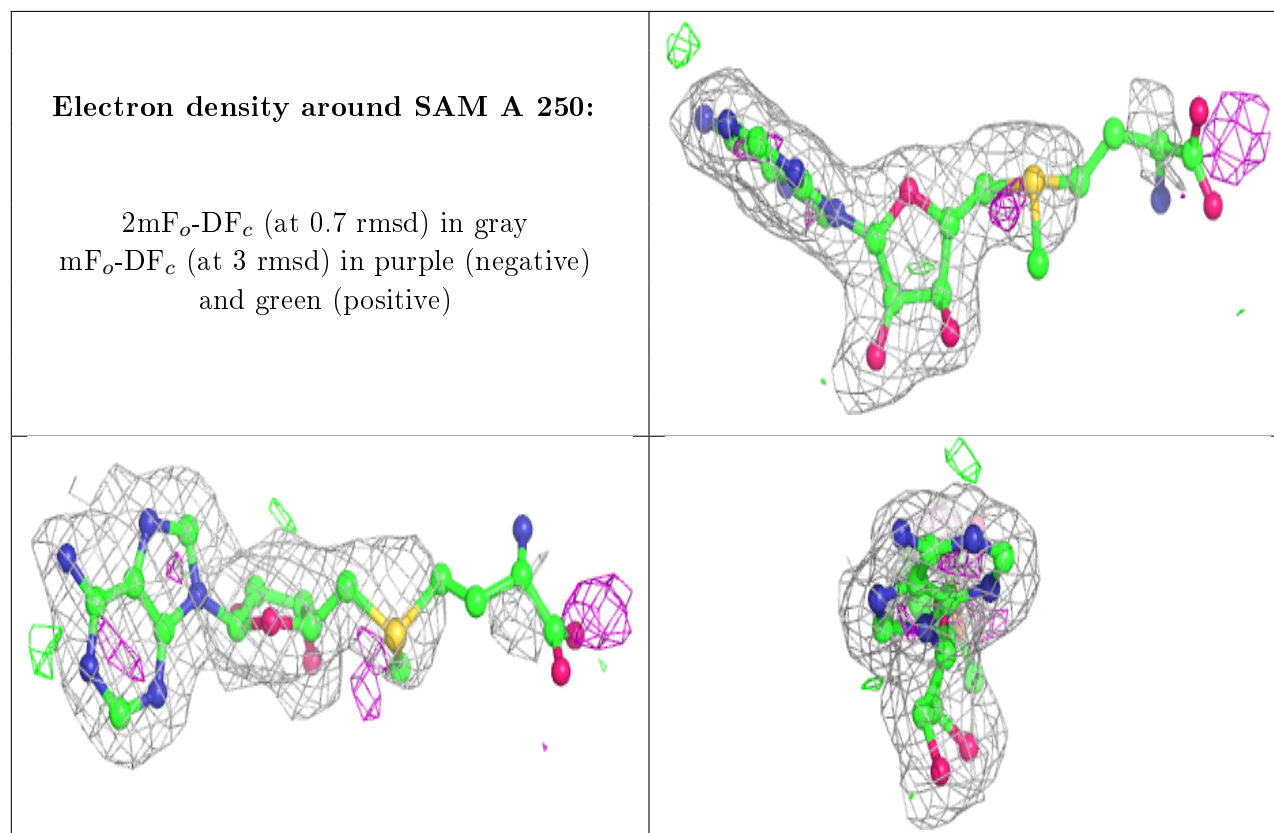 Electron density around SAM A 250:
2mFo-DFc (at 0.7 rmsd) in gray
mFo-DFc (at 3 rmsd) in purple (negative)
and green (positive)